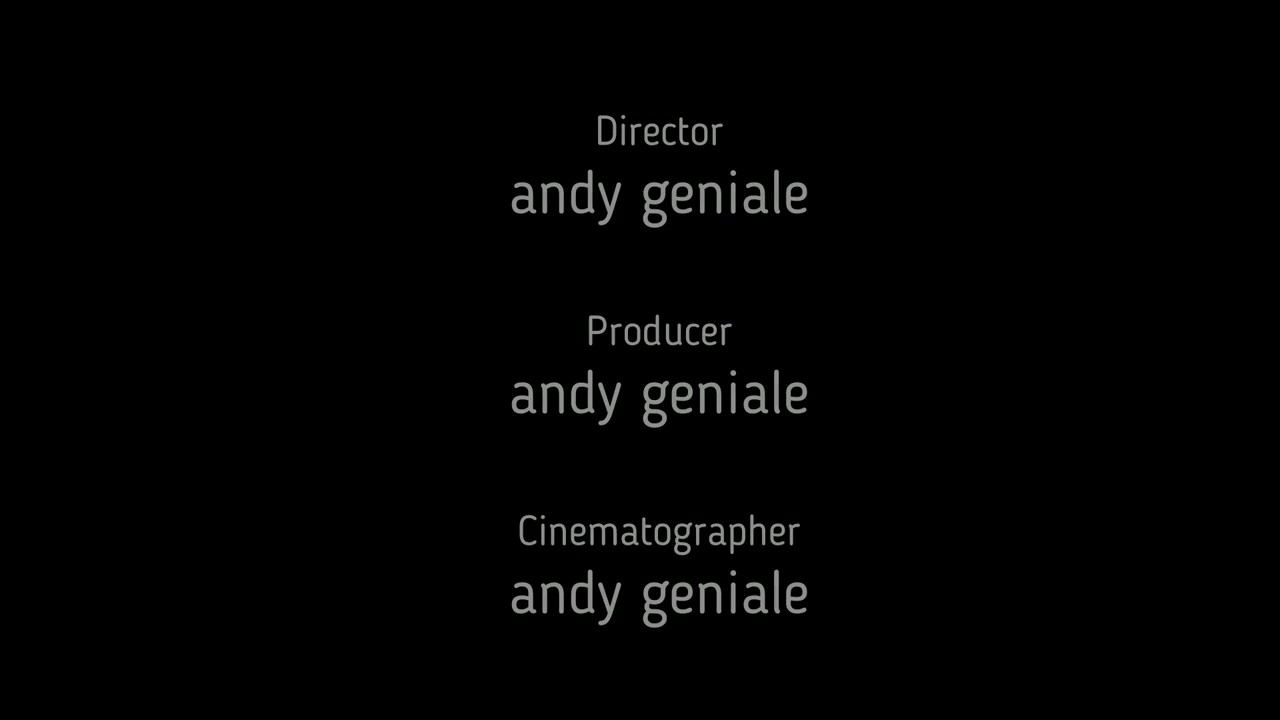 Director
andy geniale
Producer
andy geniale
Cinematographer
andy geniale